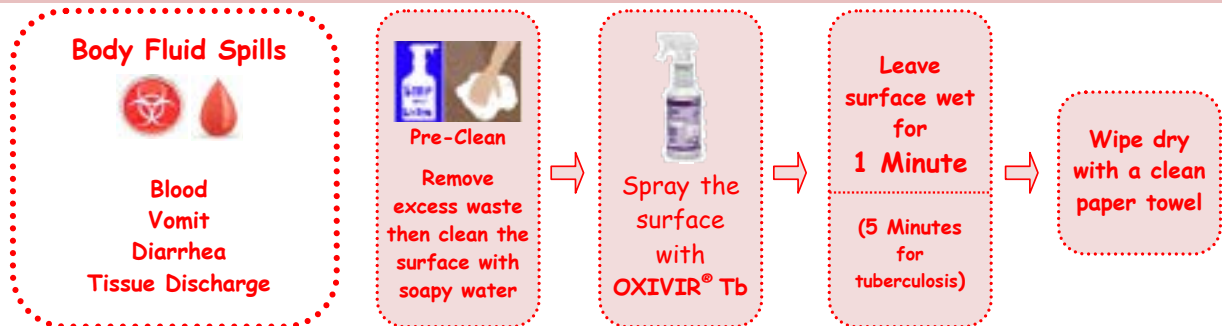 Body Fluid Spills
Blood
Vomit
Diarrhea
Tissue Discharge
Pre-Clean
Remove
excess waste
then clean the
surface with
soapy water
Spray the
surface
with
OXIVIR® Tb
Leave
surface wet
for
1 Minute
(5 Minutes
for
tuberculosis)
Wipe dry
with a clean
paper towel